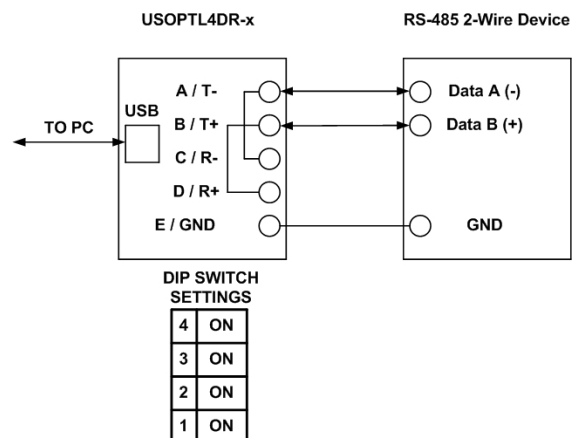 USOPTL4DR-x
RS-485 2-Wire Device
A / T-
Data A (-)
USB
B / T+
Data B (+)
TO PC
C / R-
D / R+
E / GND
GND
DIP SWITCH
SETTINGS
4 ON
3 ON
2 ON
1 ON